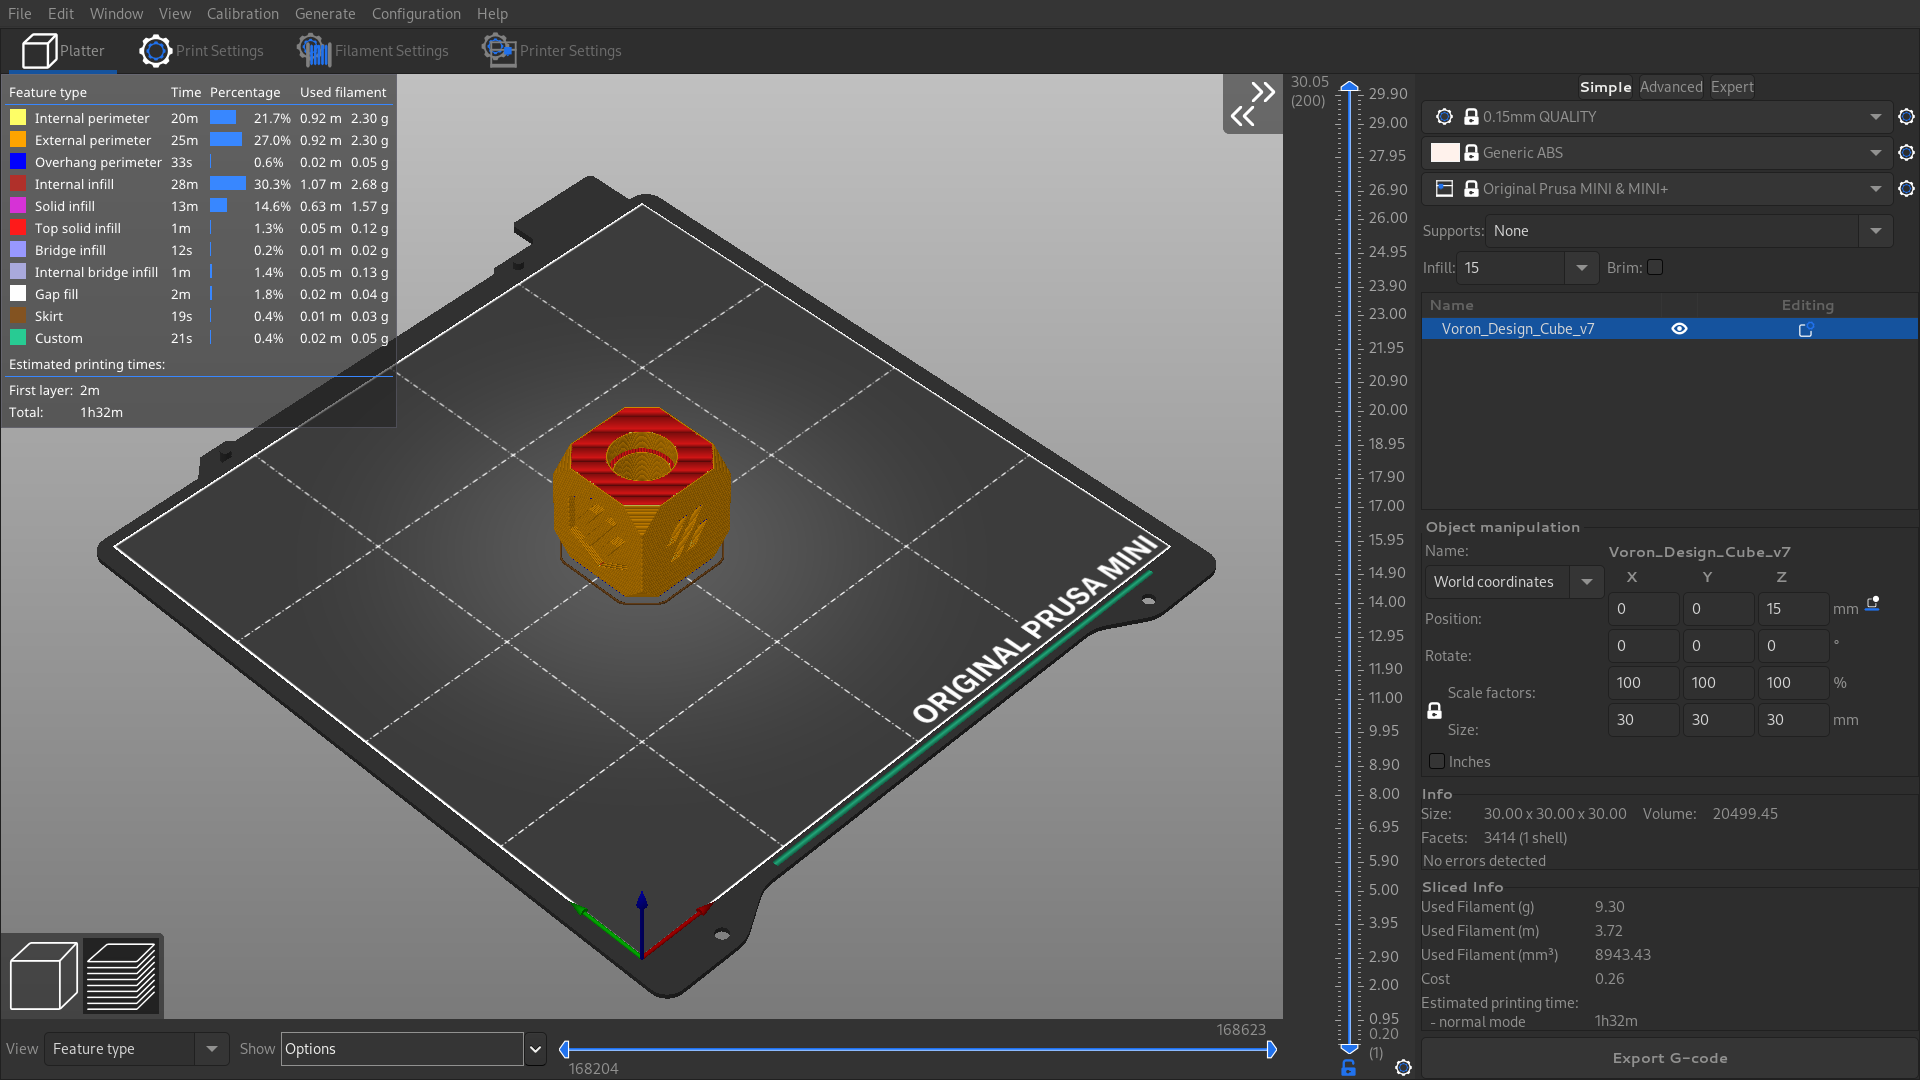 File Edit Window View Calibration Generate Configuration Help
Platter Print Settings Filament Settings Printer Settings
Feature type Time Percentage Used filament
Internal perimeter 20m 21.7% 0.92 m 2.30 g
External perimeter 25m 27.0% 0.92 m 2.30 g
Overhang perimeter 33s 0.6% 0.02 m 0.05 g
Internal infill 28m 30.3% 1.07 m 2.68 g
Solid infill 13m 14.6% 0.63 m 1.57 g
Top solid infill 1m 1.3% 0.05 m 0.12 g
Bridge infill 12s 0.2% 0.01 m 0.02 g
Internal bridge infill 1m 1.4% 0.05 m 0.13 g
Gap fill 2m 1.8% 0.02 m 0.04 g
Skirt 19s 0.4% 0.01 m 0.03 g
Custom 21s 0.4% 0.02 m 0.05 g
Estimated printing times:
First layer: 2m
Total: 1h32m
ORIGINAL PRUSA MINI
View Feature type Show Options
168623
168204
30.05
(200)
29.90
29.00
27.95
26.90
26.00
24.95
23.90
23.00
21.95
20.90
20.00
18.95
17.90
17.00
15.95
14.90
14.00
12.95
11.90
11.00
9.95
8.90
8.00
6.95
5.90
5.00
3.95
2.90
2.00
0.95
0.20
(1)
Simple Advanced Expert
0.15mm QUALITY
Generic ABS
Original Prusa MINI & MINI+
Supports: None
Infill: 15 Brim:
Name Editing
Voron_Design_Cube_v7
Object manipulation
Name: Voron_Design_Cube_v7
World coordinates X Y Z
Position: 0 0 15 mm
Rotate: 0 0 0 °
Scale factors: 100 100 100 %
Size: 30 30 30 mm
Inches
Info
Size: 30.00 x 30.00 x 30.00 Volume: 20499.45
Facets: 3414 (1 shell)
No errors detected
Sliced Info
Used Filament (g) 9.30
Used Filament (m) 3.72
Used Filament (mm³) 8943.43
Cost 0.26
Estimated printing time:
- normal mode 1h32m
Export G-code